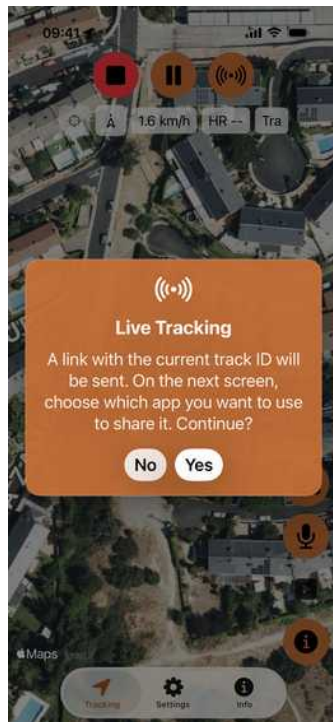 09:41
1.6 km/h HR -- Tra
Live Tracking
A link with the current track ID will
be sent. On the next screen,
choose which app you want to use
to share it. Continue?
No Yes
Maps
Tracking Settings Info